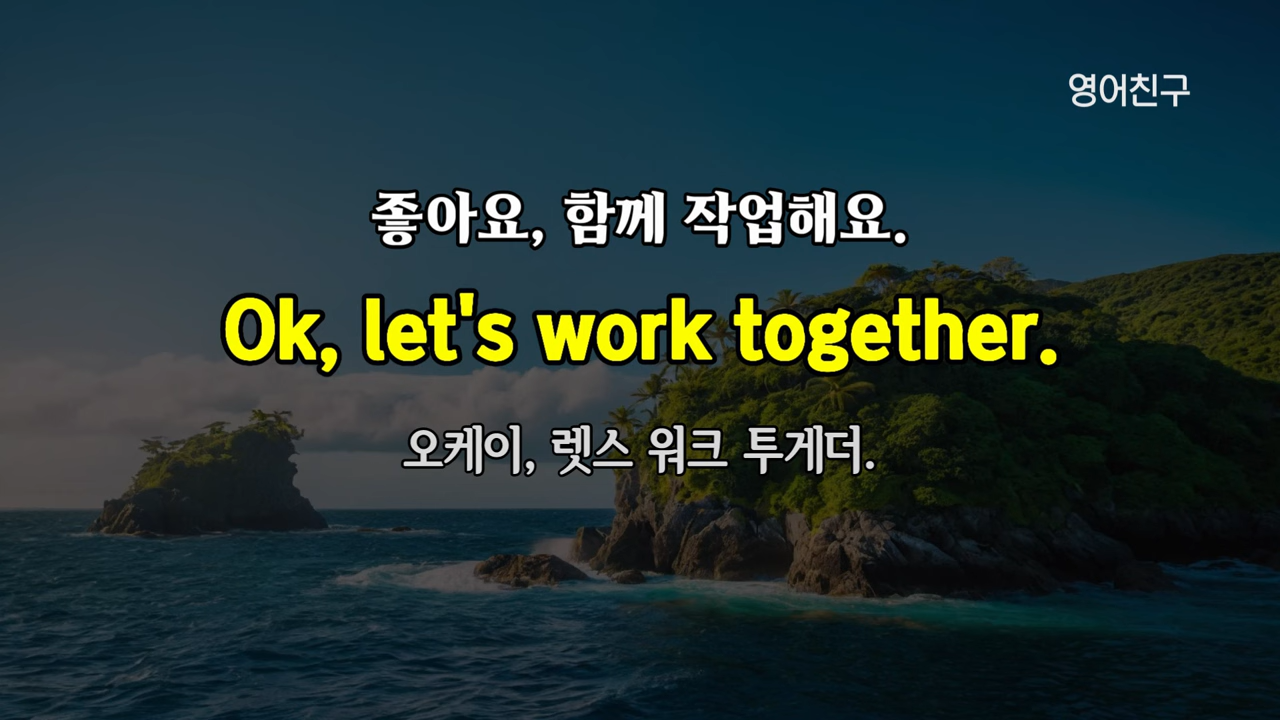 영어친구
좋아요, 함께 작업해요.
Ok, let's work together.
오케이, 렛스 워크 투게더.